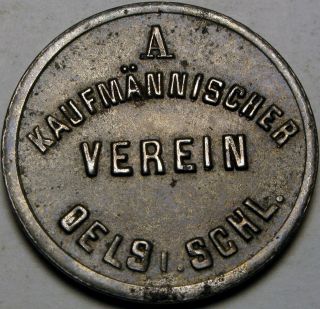 A
KAUFMÄNNISCHER
VEREIN
OELS I. SCHL.